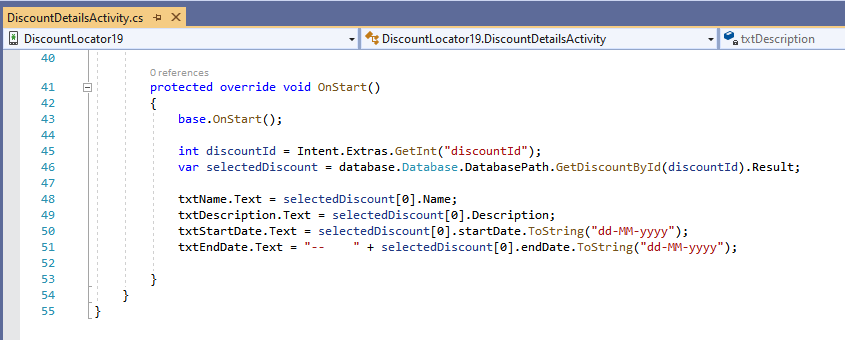 DiscountDetailsActivity.cs
DiscountLocator19
DiscountLocator19.DiscountDetailsActivity
txtDescription
40
0 references
41 protected override void OnStart()
42 {
43 base.OnStart();
44
45 int discountId = Intent.Extras.GetInt("discountId");
46 var selectedDiscount = database.Database.DatabasePath.GetDiscountById(discountId).Result;
47
48 txtName.Text = selectedDiscount[0].Name;
49 txtDescription.Text = selectedDiscount[0].Description;
50 txtStartDate.Text = selectedDiscount[0].startDate.ToString("dd-MM-yyyy");
51 txtEndDate.Text = "--    " + selectedDiscount[0].endDate.ToString("dd-MM-yyyy");
52
53 }
54 }
55 }